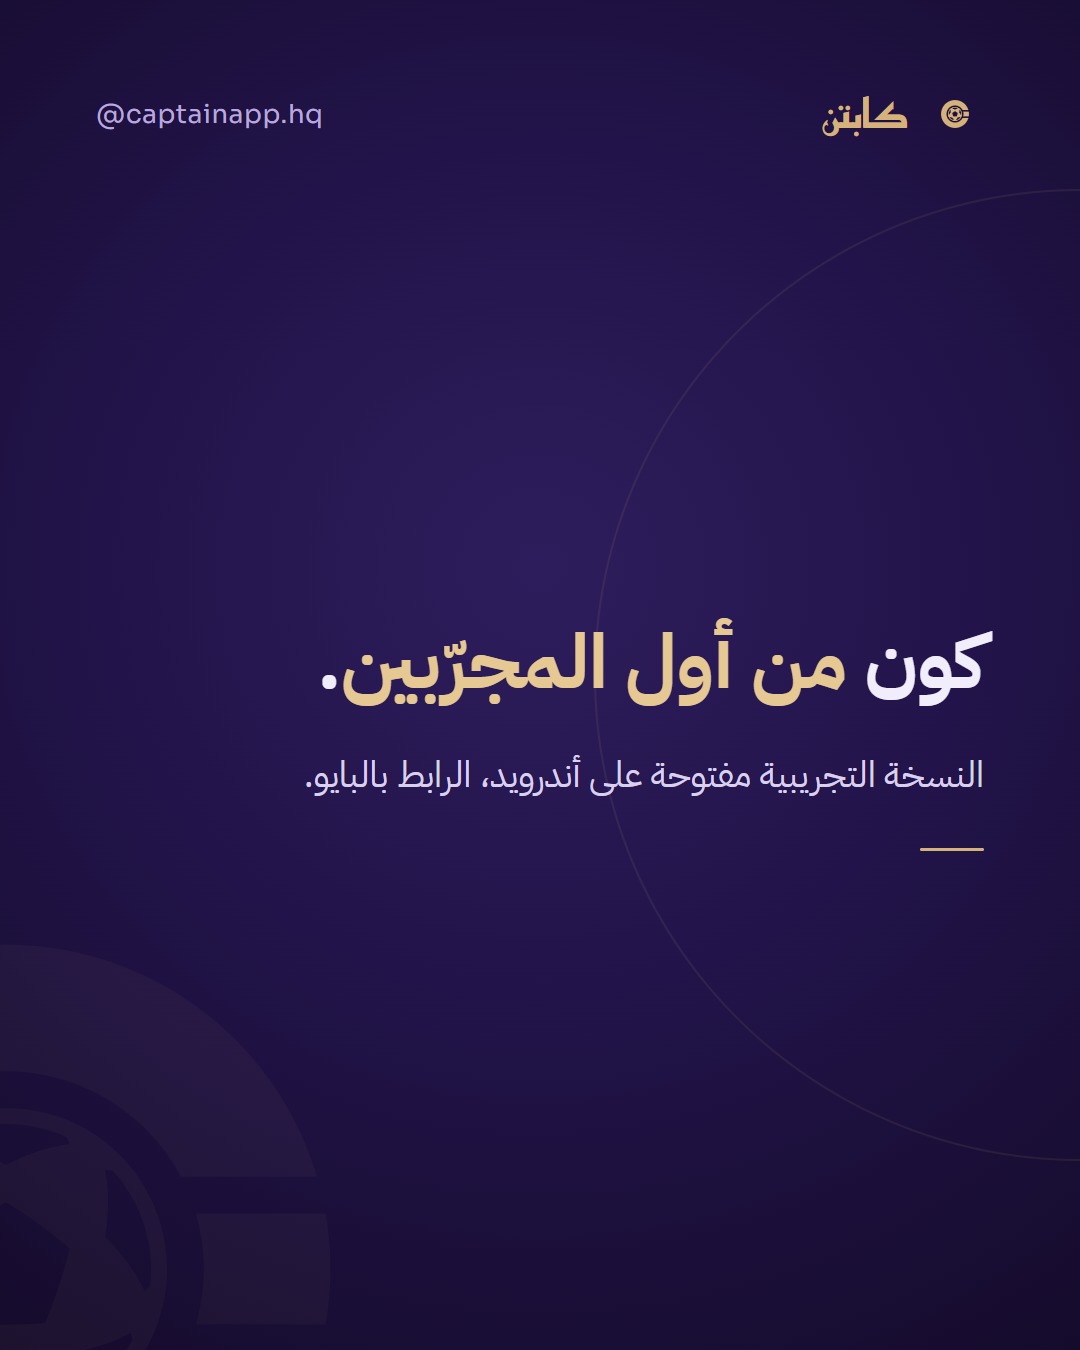 كابتن
@captainapp.hq
كون من أول المجرّبين.
النسخة التجريبية مفتوحة على أندرويد، الرابط بالبايو.